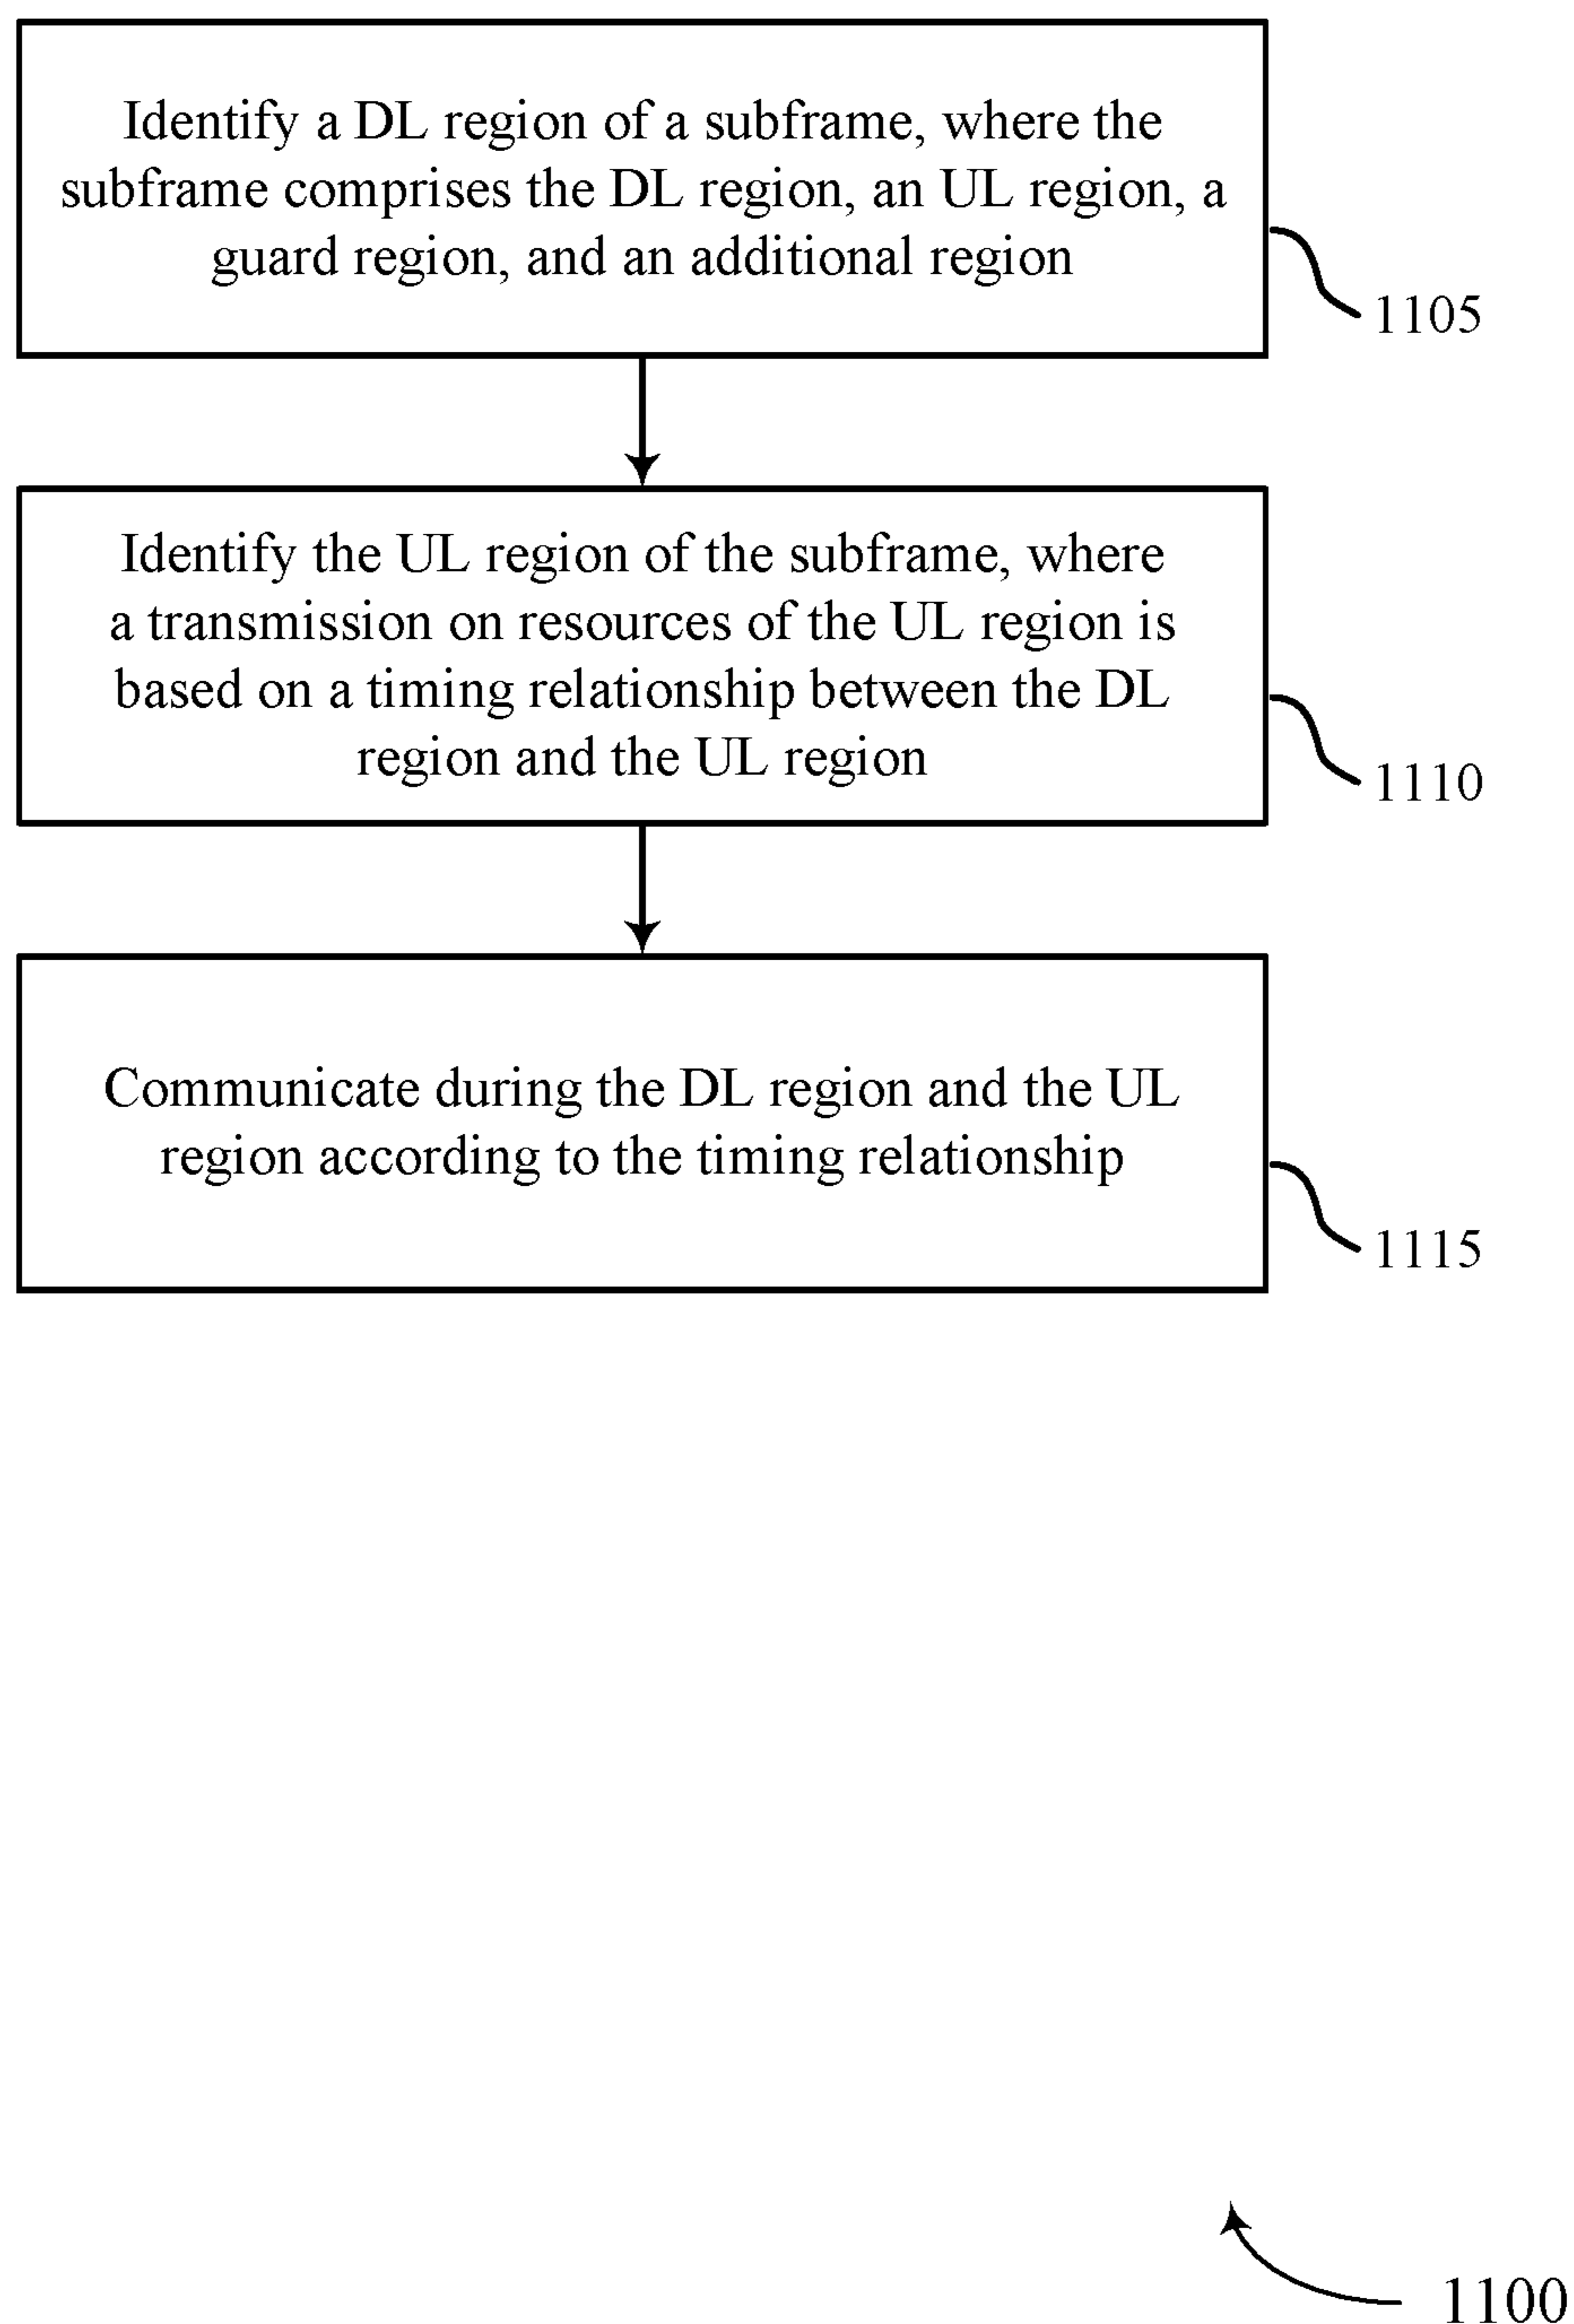 Identify a DL region of a subframe, where the
subframe comprises the DL region, an UL region, a
guard region, and an additional region
1105
Identify the UL region of the subframe, where
a transmission on resources of the UL region is
based on a timing relationship between the DL
region and the UL region
1110
Communicate during the DL region and the UL
region according to the timing relationship
1115
1100